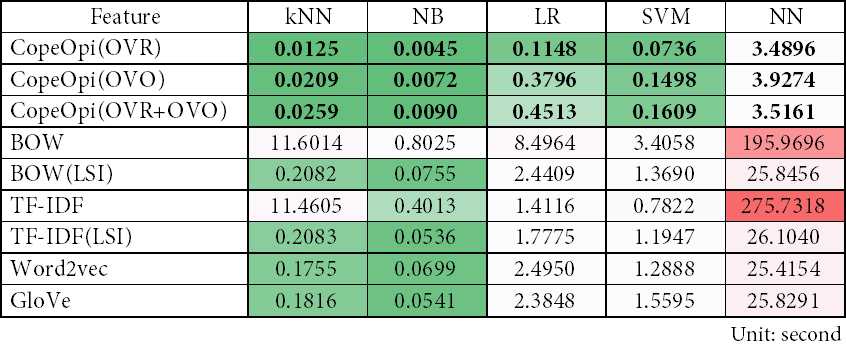 Feature kNN NB LR SVM NN
CopeOpi(OVR) 0.0125 0.0045 0.1148 0.0736 3.4896
CopeOpi(OVO) 0.0209 0.0072 0.3796 0.1498 3.9274
CopeOpi(OVR+OVO) 0.0259 0.0090 0.4513 0.1609 3.5161
BOW 11.6014 0.8025 8.4964 3.4058 195.9696
BOW(LSI) 0.2082 0.0755 2.4409 1.3690 25.8456
TF-IDF 11.4605 0.4013 1.4116 0.7822 275.7318
TF-IDF(LSI) 0.2083 0.0536 1.7775 1.1947 26.1040
Word2vec 0.1755 0.0699 2.4950 1.2888 25.4154
GloVe 0.1816 0.0541 2.3848 1.5595 25.8291
Unit: second